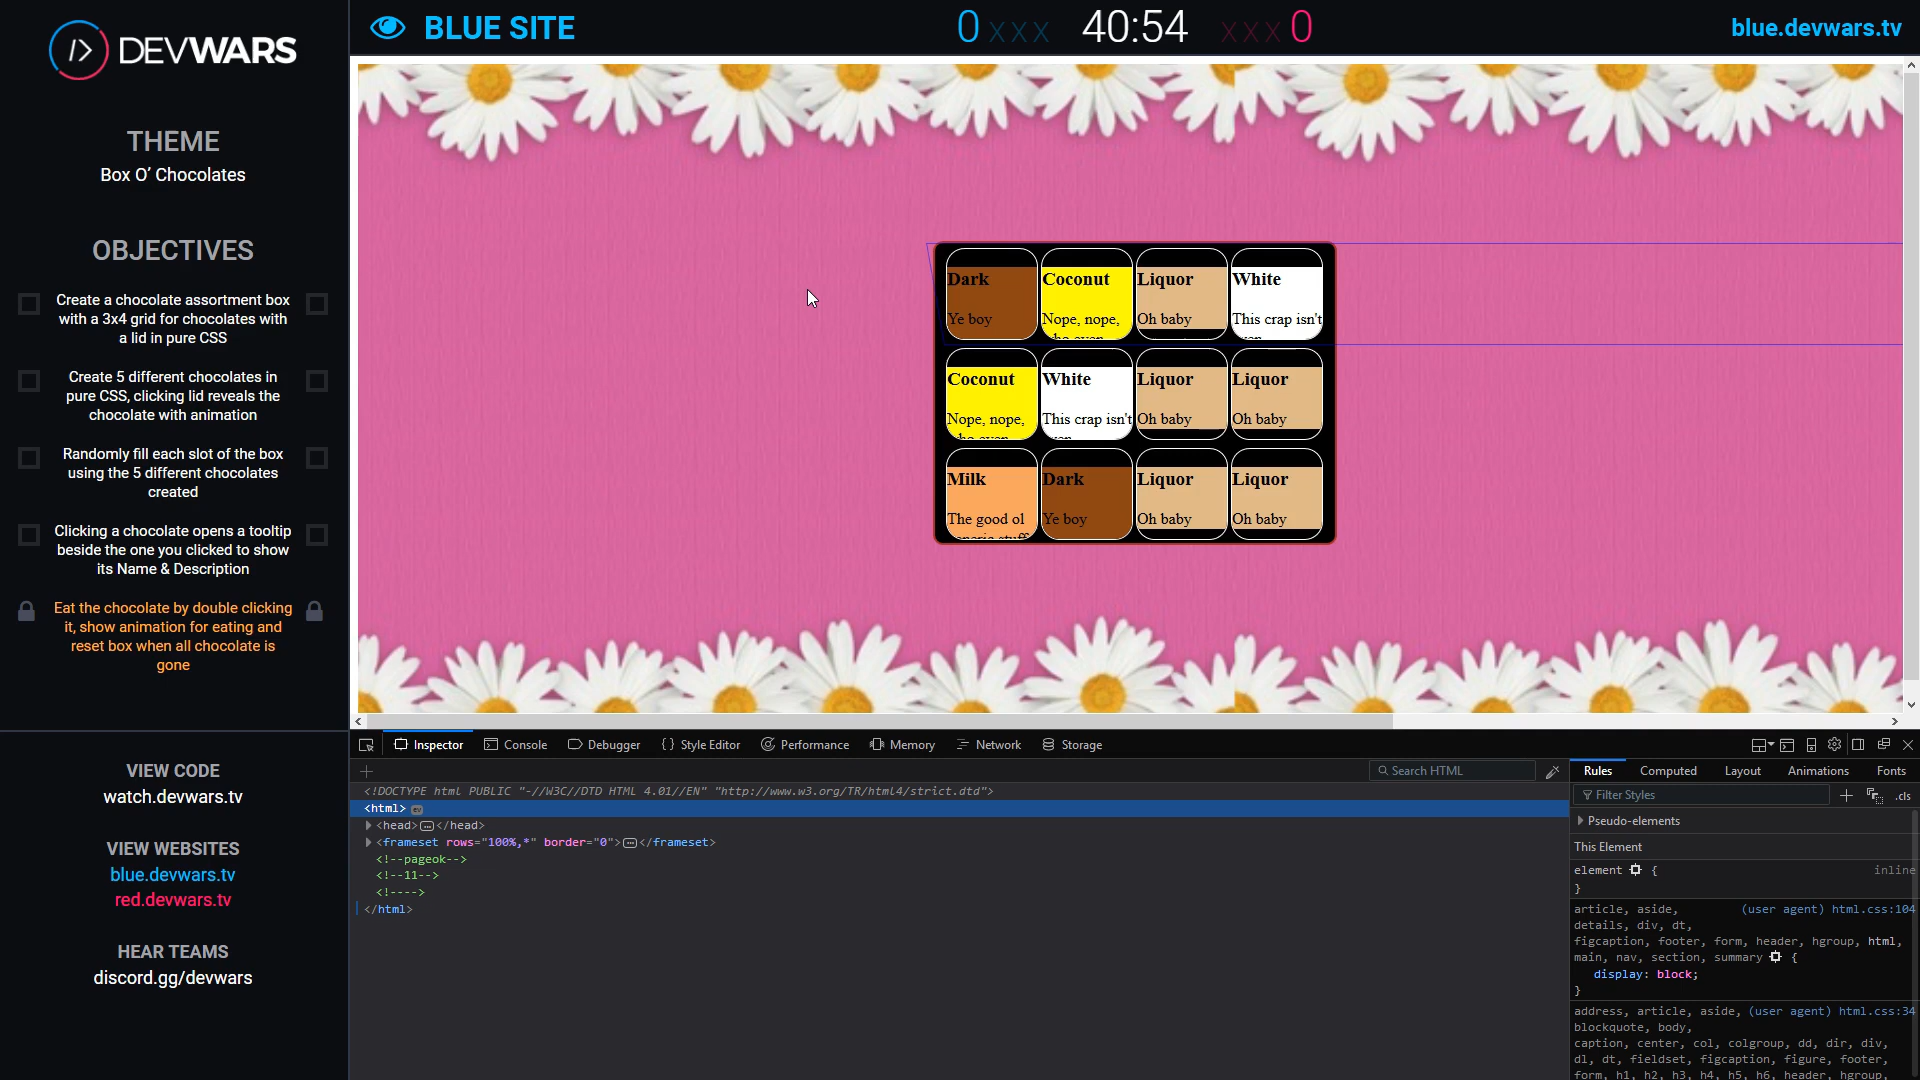 DEVWARS
BLUE SITE
0 xxx 40:54 xxx 0
blue.devwars.tv
THEME
Box O’ Chocolates
OBJECTIVES
Create a chocolate assortment box
with a 3x4 grid for chocolates with
a lid in pure CSS
Create 5 different chocolates in
pure CSS, clicking lid reveals the
chocolate with animation
Randomly fill each slot of the box
using the 5 different chocolates
created
Clicking a chocolate opens a tooltip
beside the one you clicked to show
its Name & Description
Eat the chocolate by double clicking
it, show animation for eating and
reset box when all chocolate is
gone
VIEW CODE
watch.devwars.tv
VIEW WEBSITES
blue.devwars.tv
red.devwars.tv
HEAR TEAMS
discord.gg/devwars
Dark Coconut Liquor White
Ye boy Nope, nope, Oh baby This crap isn't
Coconut White Liquor Liquor
Nope, nope, This crap isn't Oh baby Oh baby
Milk Dark Liquor Liquor
The good ol Ye boy Oh baby Oh baby
Inspector Console Debugger Style Editor Performance Memory Network Storage
Search HTML
<!DOCTYPE html PUBLIC "-//W3C//DTD HTML 4.01//EN" "http://www.w3.org/TR/html4/strict.dtd">
<html> ev
<head></head>
<frameset rows="100%,*" border="0"></frameset>
<!--pageok-->
<!--11-->
<!---->
</html>
Rules Computed Layout Animations Fonts
Filter Styles + .cls
Pseudo-elements
This Element
element { inline
}
article, aside, (user agent) html.css:104
details, div, dt,
figcaption, footer, form, header, hgroup, html,
main, nav, section, summary {
display: block;
}
address, article, aside, (user agent) html.css:34
blockquote, body,
caption, center, col, colgroup, dd, dir, div,
dl, dt, fieldset, figcaption, figure, footer,
form, h1, h2, h3, h4, h5, h6, header, hgroup,